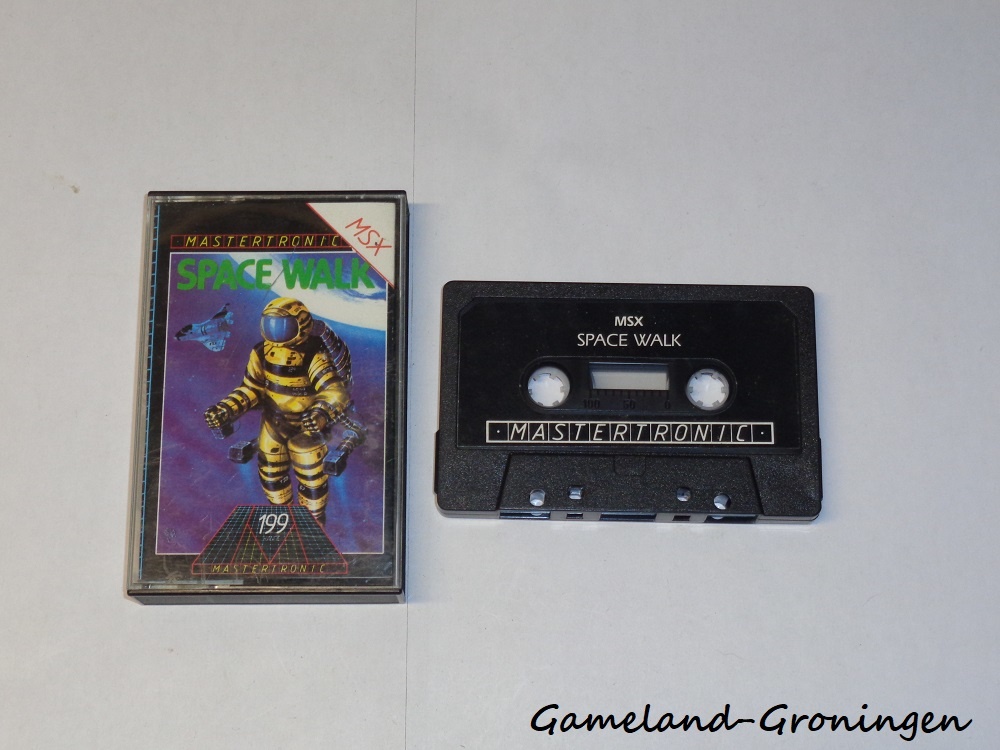 MASTERTRONIC
MSX
SPACE WALK
199
MASTERTRONIC
MSX
SPACE WALK
100 50 0
·MASTERTRONIC·
Gameland-Groningen